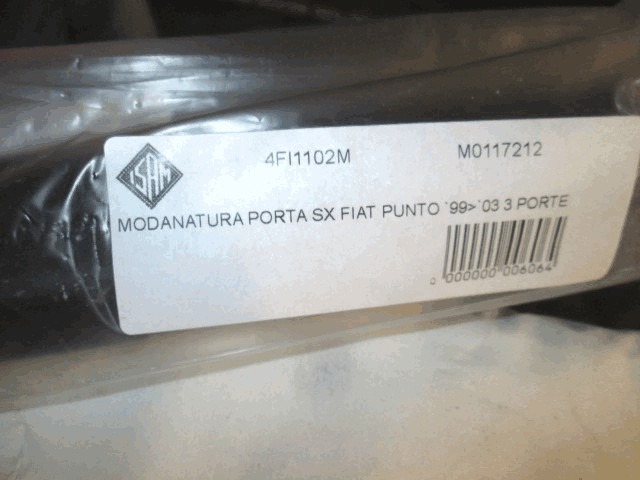 ISAM
4FI1102M M0117212
MODANATURA PORTA SX FIAT PUNTO `99>`03 3 PORTE
0 000000 006064